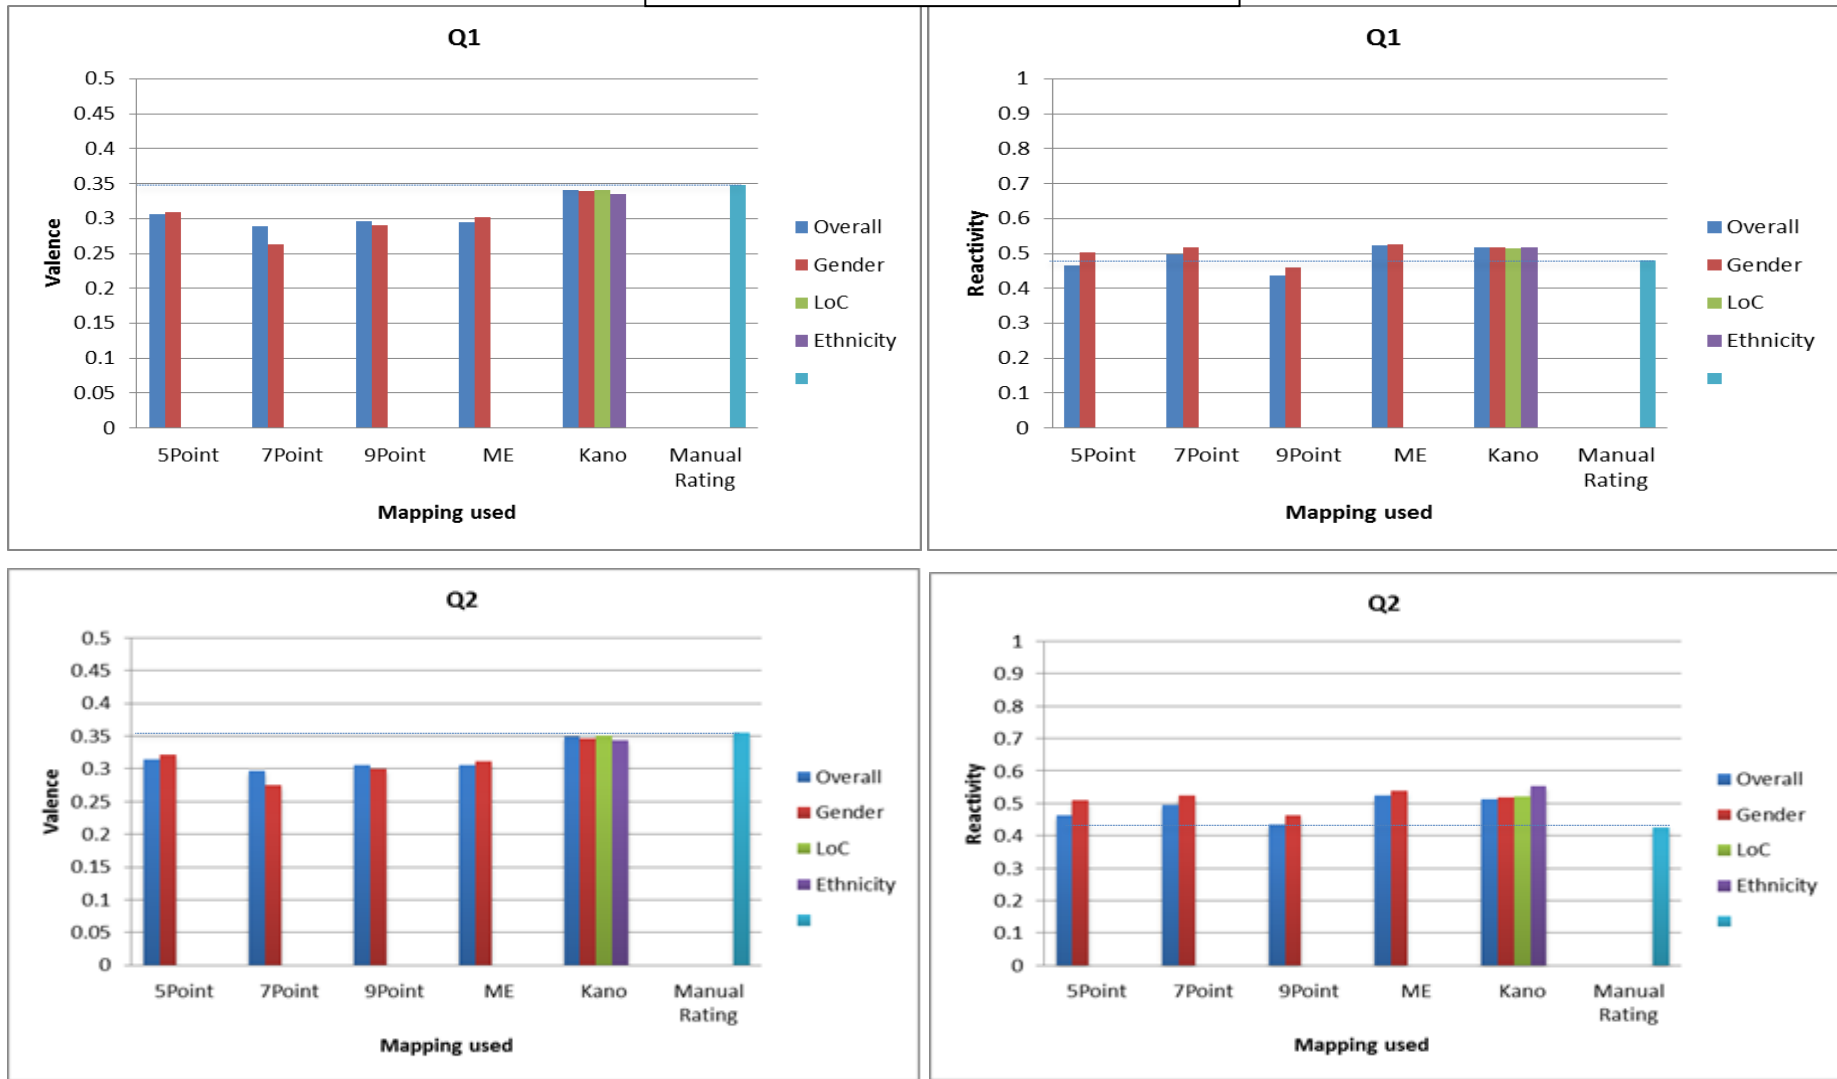 Q1
0.5
0.45
0.4
0.35
0.3
0.25
0.2
0.15
0.1
0.05
0
Valence
5Point
7Point
9Point
ME
Kano
Manual
Rating
Mapping used
Overall
Gender
LoC
Ethnicity
Q1
1
0.9
0.8
0.7
0.6
0.5
0.4
0.3
0.2
0.1
0
Reactivity
5Point
7Point
9Point
ME
Kano
Manual
Rating
Mapping used
Overall
Gender
LoC
Ethnicity
Q2
0.5
0.45
0.4
0.35
0.3
0.25
0.2
0.15
0.1
0.05
0
Valence
5Point
7Point
9Point
ME
Kano
Manual
Rating
Mapping used
Overall
Gender
LoC
Ethnicity
Q2
1
0.9
0.8
0.7
0.6
0.5
0.4
0.3
0.2
0.1
0
Reactivity
5Point
7Point
9Point
ME
Kano
Manual
Rating
Mapping used
Overall
Gender
LoC
Ethnicity